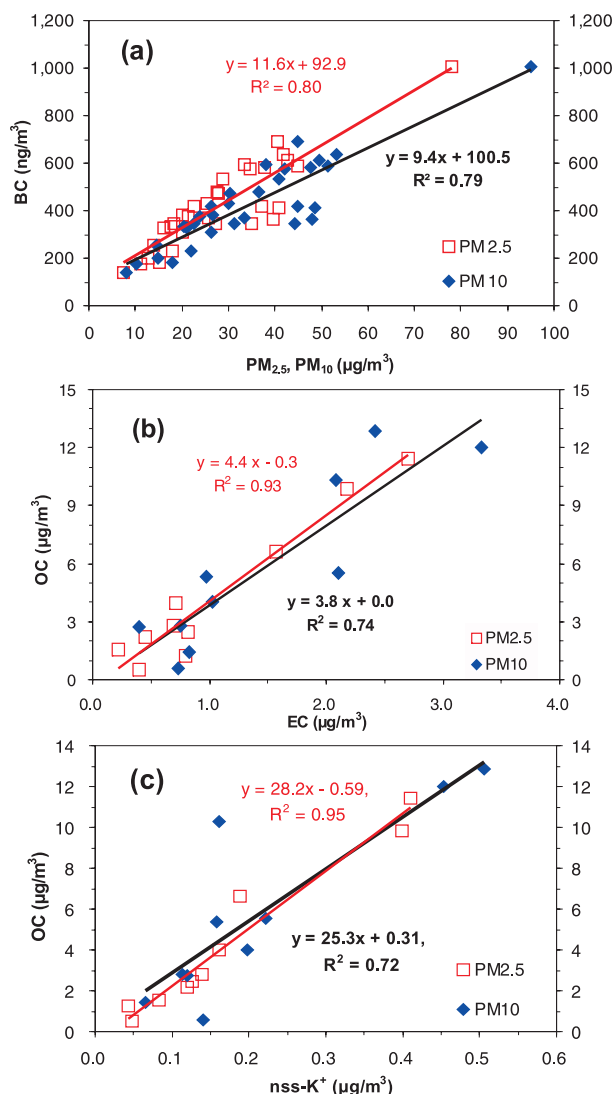 (a)
y = 11.6x + 92.9
R² = 0.80
y = 9.4x + 100.5
R² = 0.79
PM 2.5
PM 10
BC (ng/m³)
1,200 1,200
1,000 1,000
800 800
600 600
400 400
200 200
0 0
0 10 20 30 40 50 60 70 80 90 100
PM₂.₅, PM₁₀ (µg/m³)
(b)
y = 4.4 x - 0.3
R² = 0.93
y = 3.8 x + 0.0
R² = 0.74
PM2.5
PM10
OC (µg/m³)
15 15
12 12
9 9
6 6
3 3
0 0
0.0 1.0 2.0 3.0 4.0
EC (µg/m³)
(c)
y = 28.2x - 0.59,
R² = 0.95
y = 25.3x + 0.31,
R² = 0.72
PM2.5
PM10
OC (µg/m³)
14 14
12 12
10 10
8 8
6 6
4 4
2 2
0 0
0.0 0.1 0.2 0.3 0.4 0.5 0.6
nss-K⁺ (µg/m³)